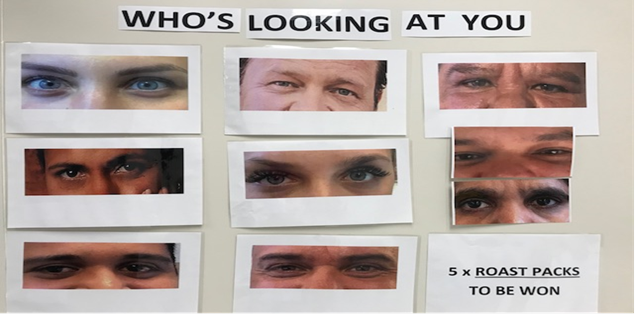 WHO'S LOOKING AT YOU
5 x ROAST PACKS
TO BE WON